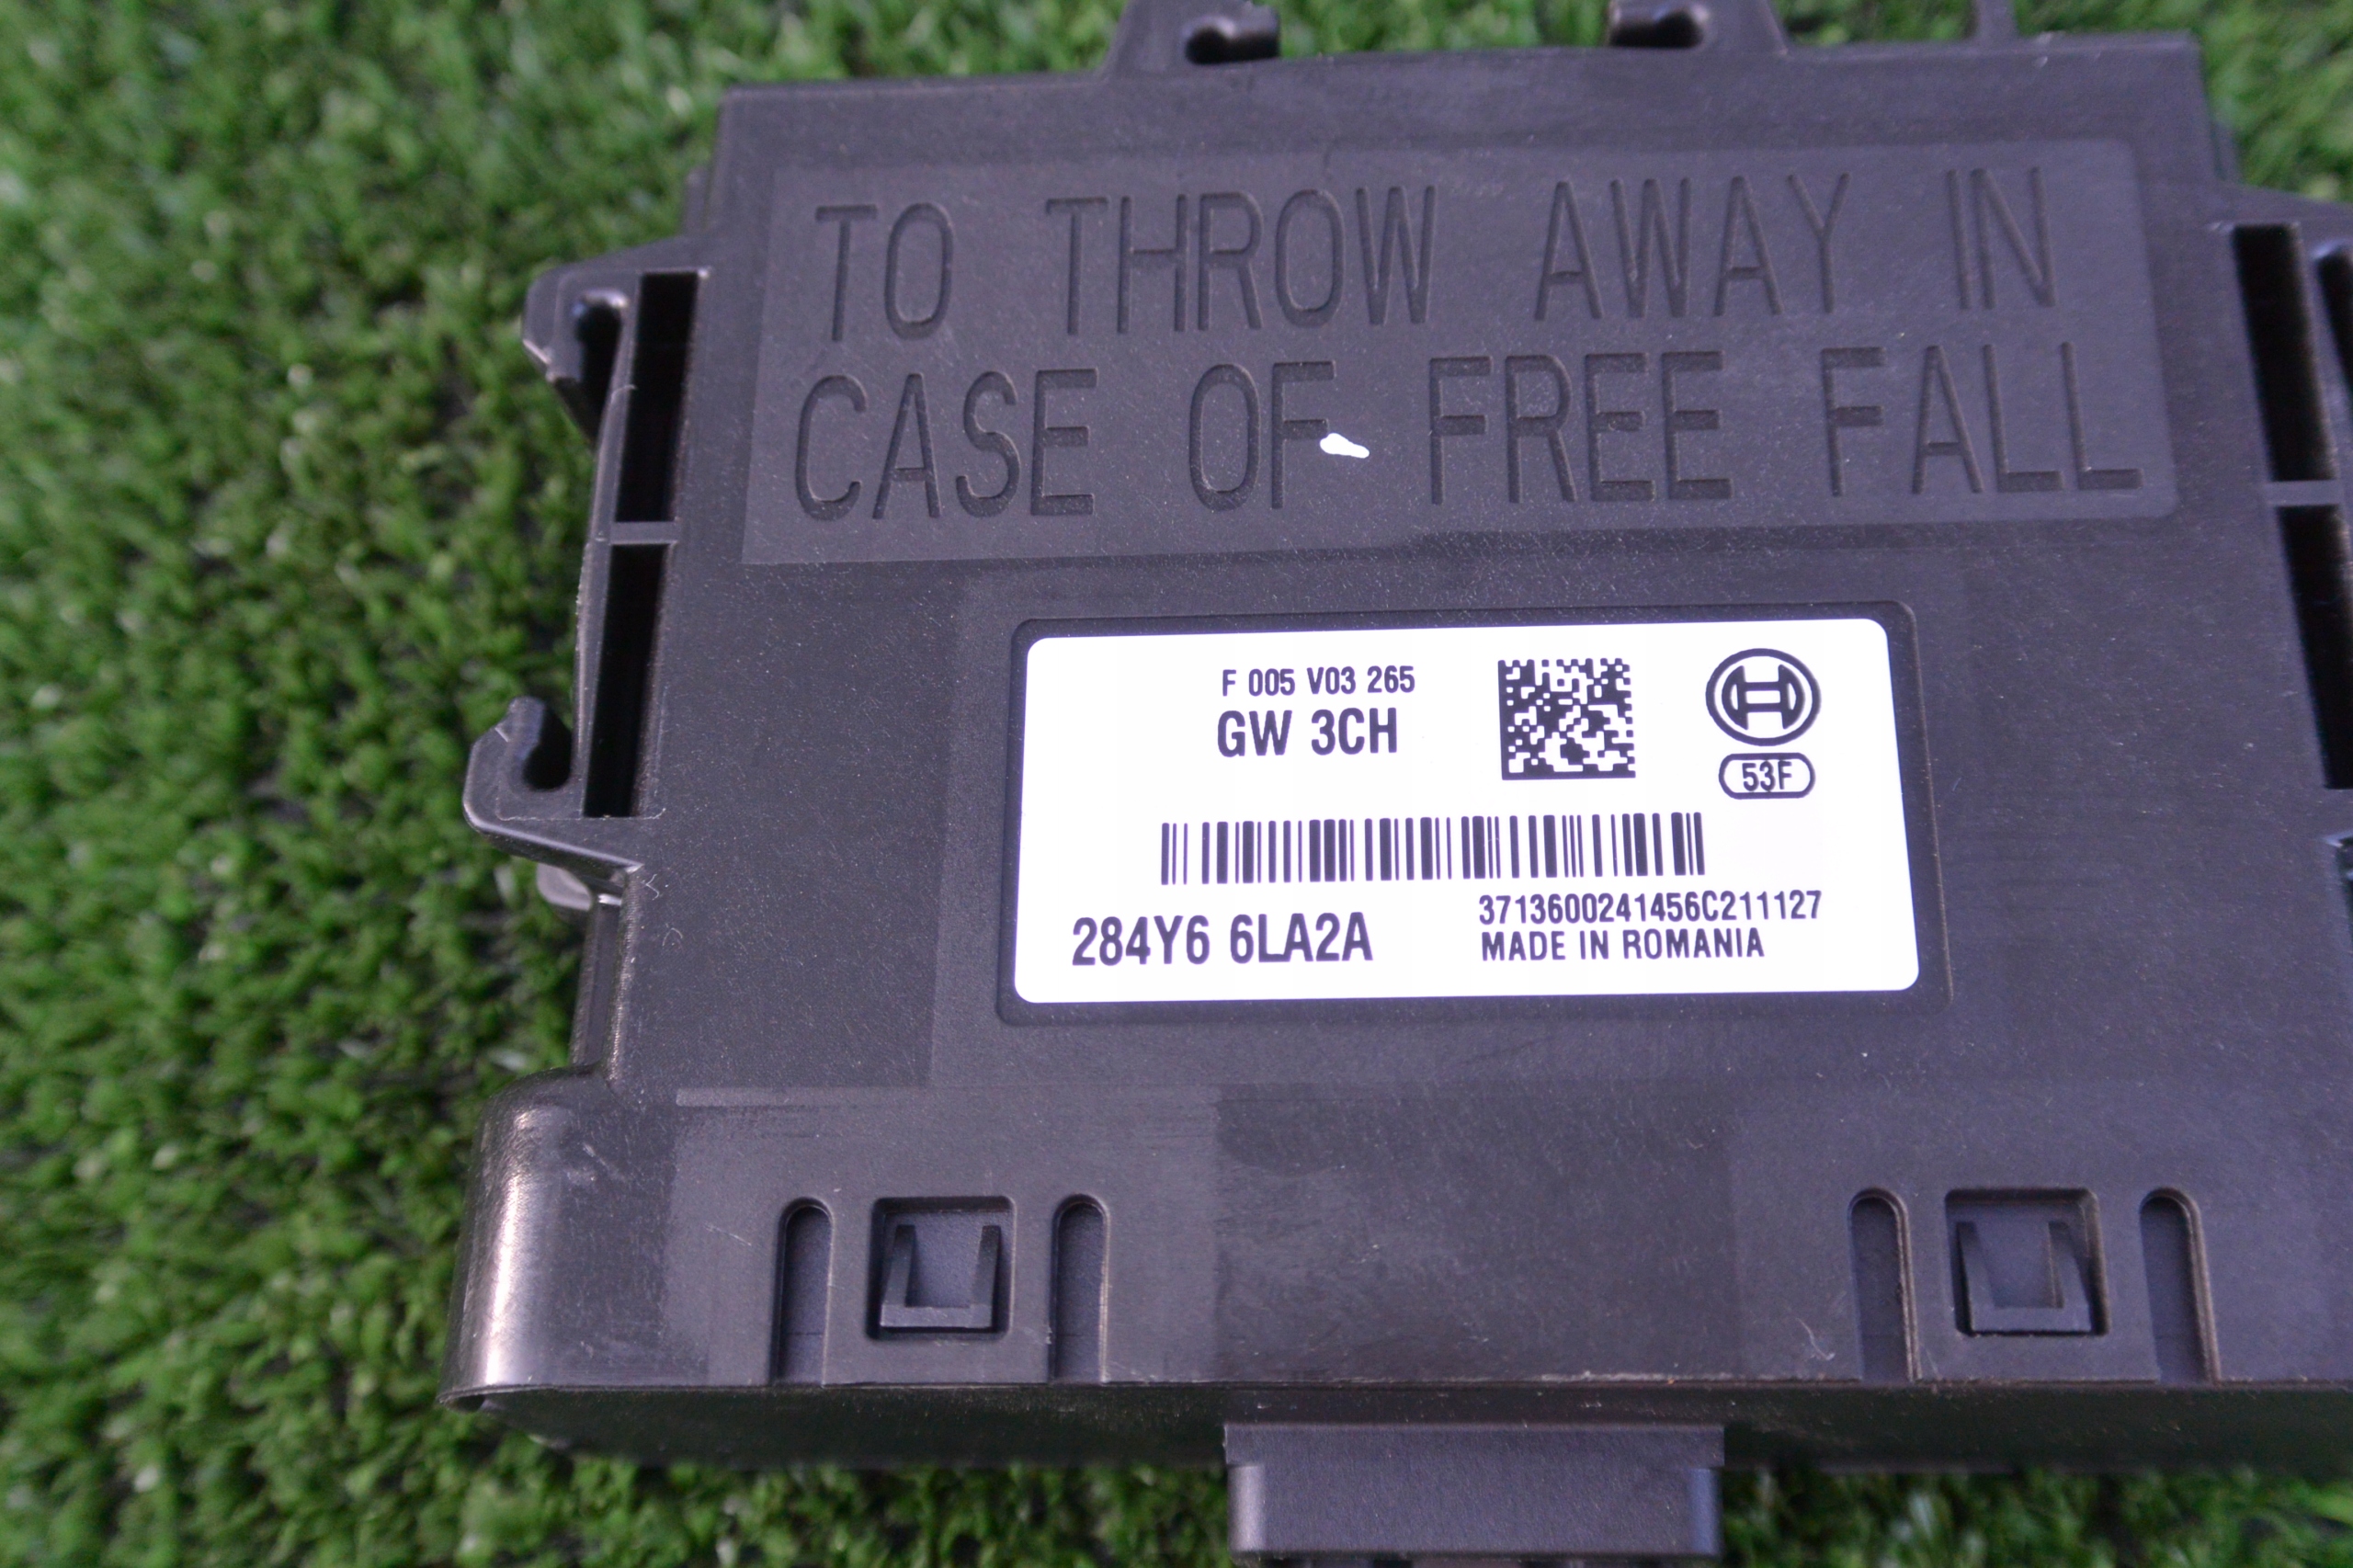 TO THROW AWAY IN
CASE OF FREE FALL
F 005 V03 265
GW 3CH
53F
284Y6 6LA2A
3713600241456C211127
MADE IN ROMANIA